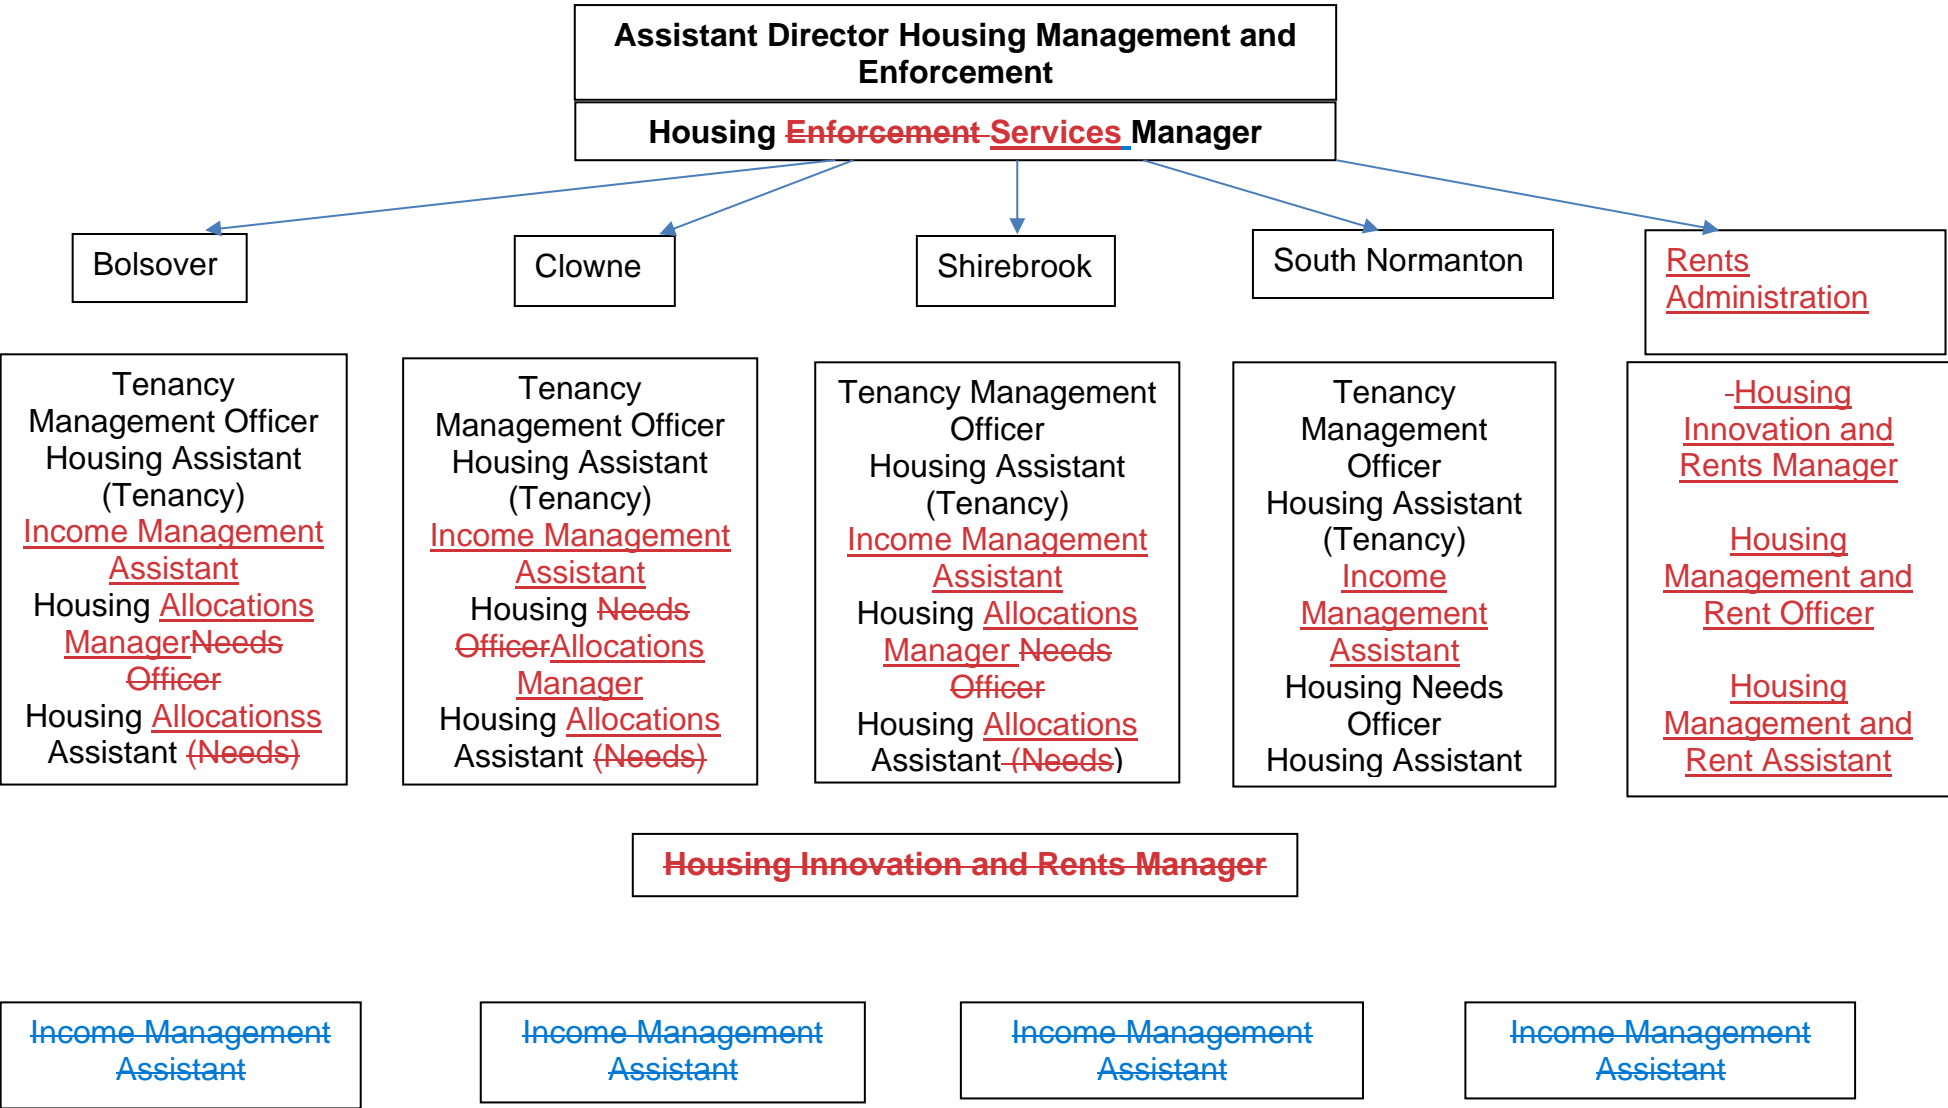 Assistant Director Housing Management and
Enforcement
Housing Enforcement Services Manager
Bolsover
Clowne
Shirebrook
South Normanton
Rents
Administration
Tenancy
Management Officer
Housing Assistant
(Tenancy)
Income Management
Assistant
Housing Allocations
ManagerNeeds
Officer
Housing Allocationss
Assistant (Needs)
Tenancy
Management Officer
Housing Assistant
(Tenancy)
Income Management
Assistant
Housing Needs
OfficerAllocations
Manager
Housing Allocations
Assistant (Needs)
Tenancy Management
Officer
Housing Assistant
(Tenancy)
Income Management
Assistant
Housing Allocations
Manager Needs
Officer
Housing Allocations
Assistant (Needs)
Tenancy
Management
Officer
Housing Assistant
(Tenancy)
Income
Management
Assistant
Housing Needs
Officer
Housing Assistant
-Housing
Innovation and
Rents Manager
Housing
Management and
Rent Officer
Housing
Management and
Rent Assistant
Housing Innovation and Rents Manager
Income Management
Assistant
Income Management
Assistant
Income Management
Assistant
Income Management
Assistant